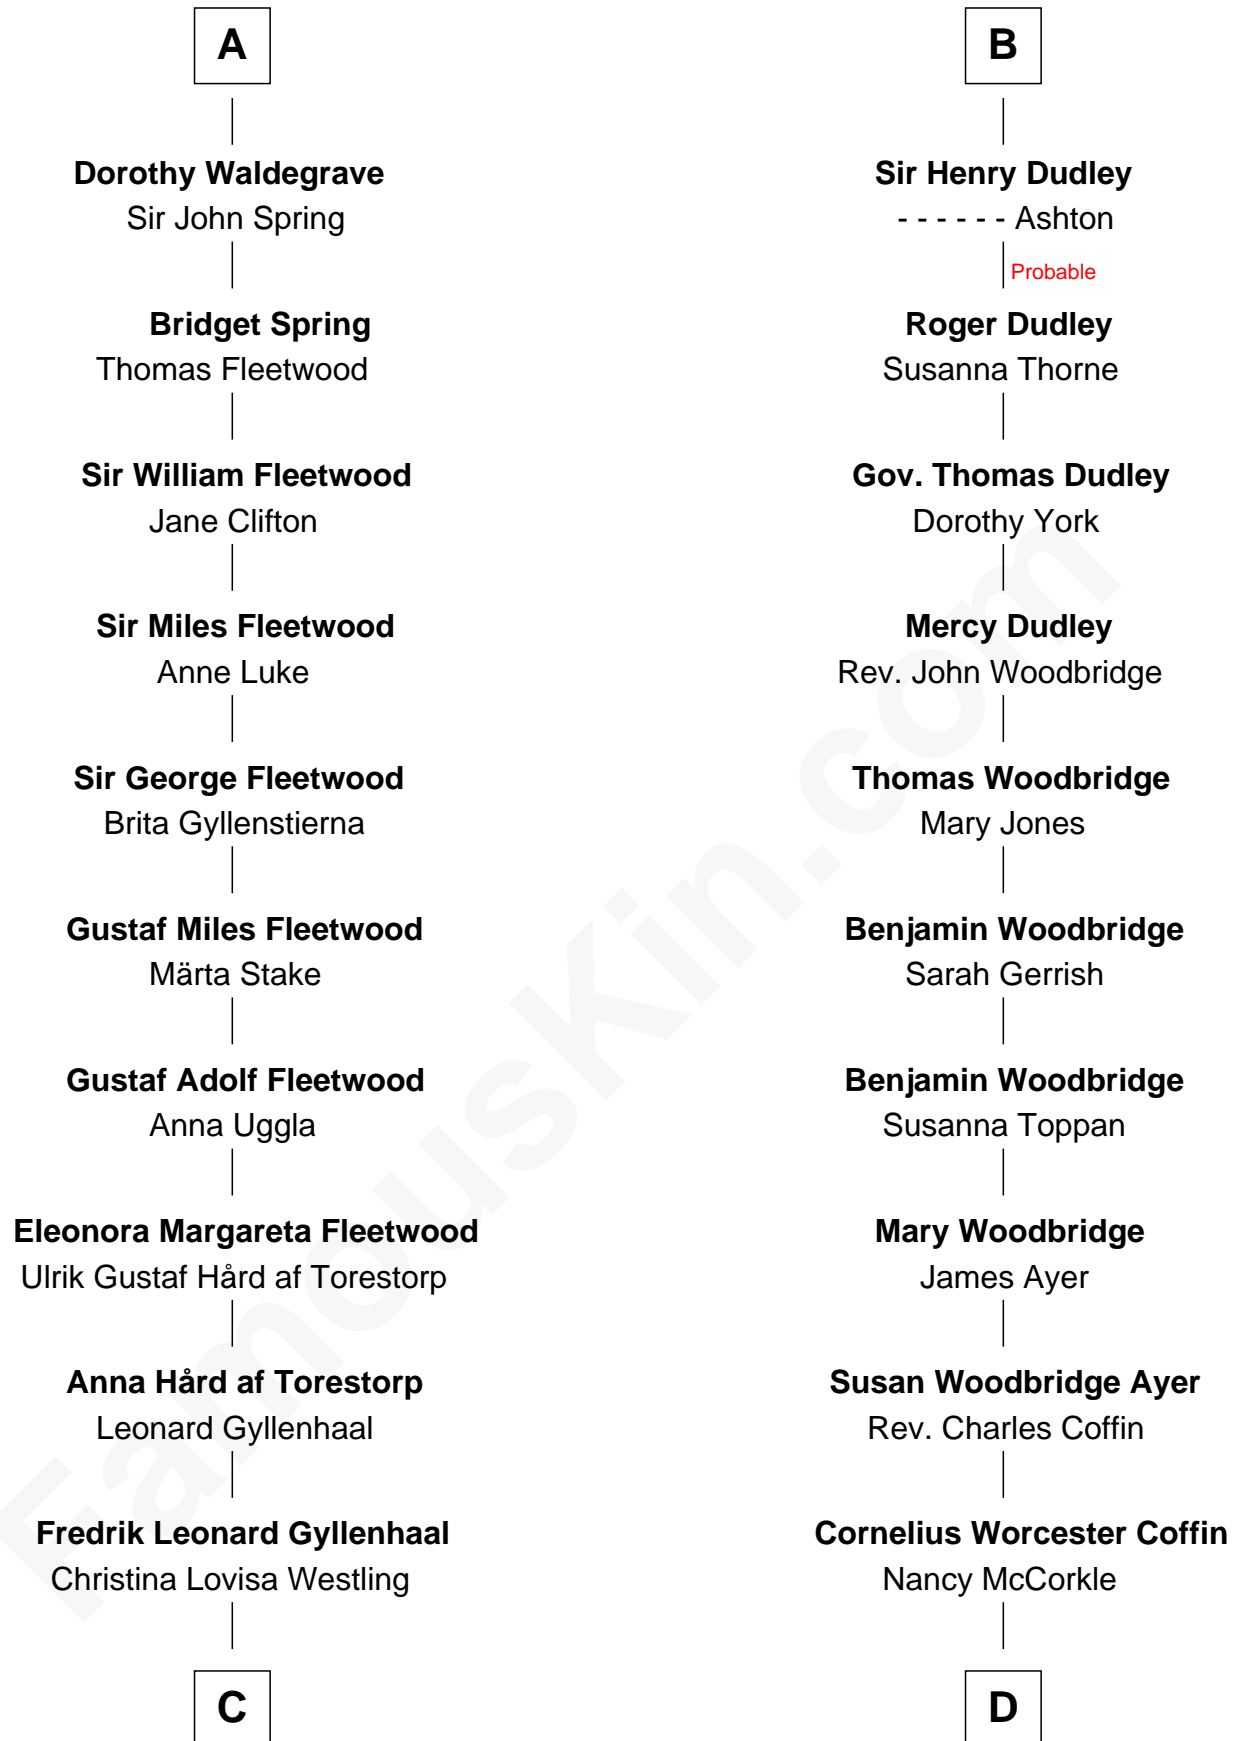 A
Dorothy Waldegrave
Sir John Spring
Bridget Spring
Thomas Fleetwood
Sir William Fleetwood
Jane Clifton
Sir Miles Fleetwood
Anne Luke
Sir George Fleetwood
Brita Gyllenstierna
Gustaf Miles Fleetwood
Märta Stake
Gustaf Adolf Fleetwood
Anna Uggla
Eleonora Margareta Fleetwood
Ulrik Gustaf Hård af Torestorp
Anna Hård af Torestorp
Leonard Gyllenhaal
Fredrik Leonard Gyllenhaal
Christina Lovisa Westling
C
B
Sir Henry Dudley
- - - - - - Ashton
Probable
Roger Dudley
Susanna Thorne
Gov. Thomas Dudley
Dorothy York
Mercy Dudley
Rev. John Woodbridge
Thomas Woodbridge
Mary Jones
Benjamin Woodbridge
Sarah Gerrish
Benjamin Woodbridge
Susanna Toppan
Mary Woodbridge
James Ayer
Susan Woodbridge Ayer
Rev. Charles Coffin
Cornelius Worcester Coffin
Nancy McCorkle
D
FamousKin.com